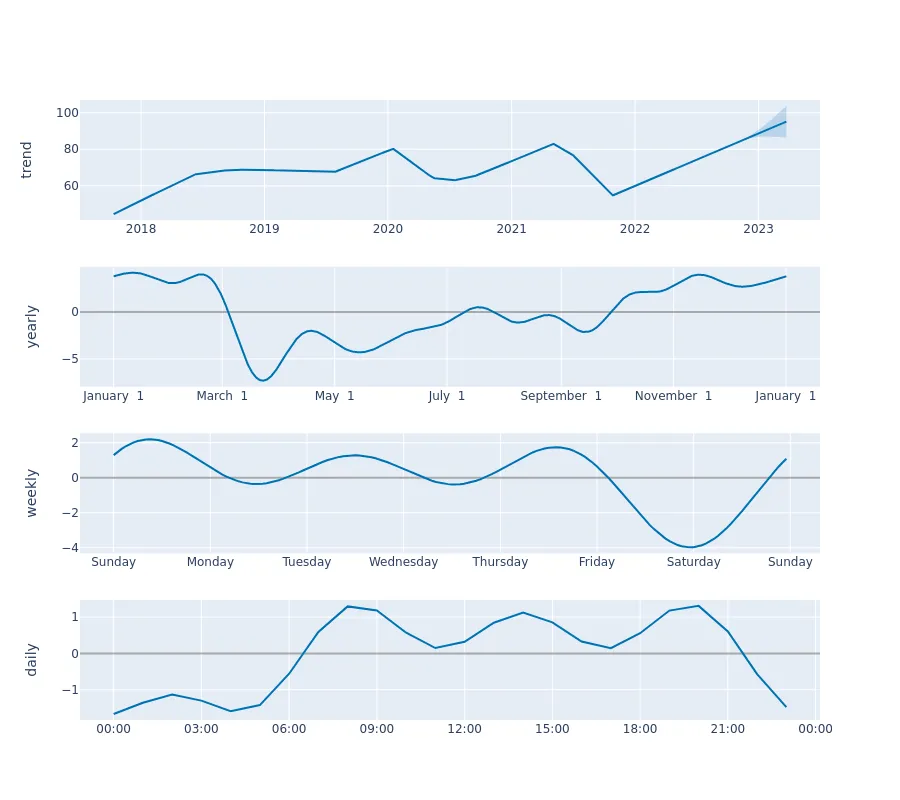 trend
100
80
60
2018 2019 2020 2021 2022 2023
yearly
0
−5
January 1 March 1 May 1 July 1 September 1 November 1 January 1
weekly
2
0
−2
−4
Sunday Monday Tuesday Wednesday Thursday Friday Saturday Sunday
daily
1
0
−1
00:00 03:00 06:00 09:00 12:00 15:00 18:00 21:00 00:00